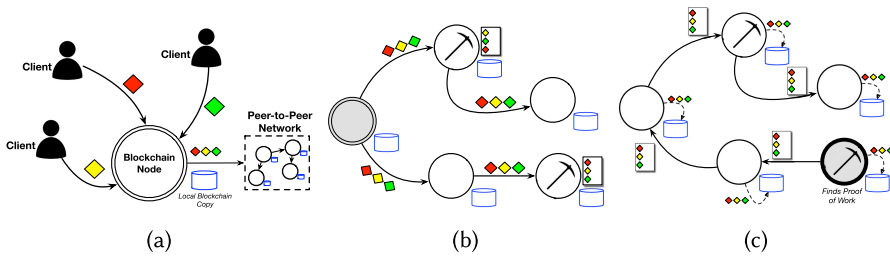 Client
Client
Client
Blockchain
Node
Local Blockchain
Copy
Peer-to-Peer
Network
(a)
(b)
Finds Proof
of Work
(c)